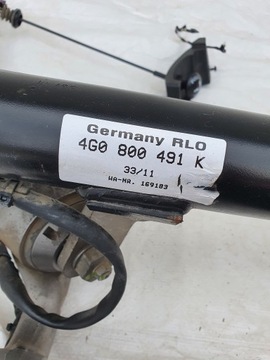 Germany RLO
4G0 800 491 K
33/11
WA-NR. 169183